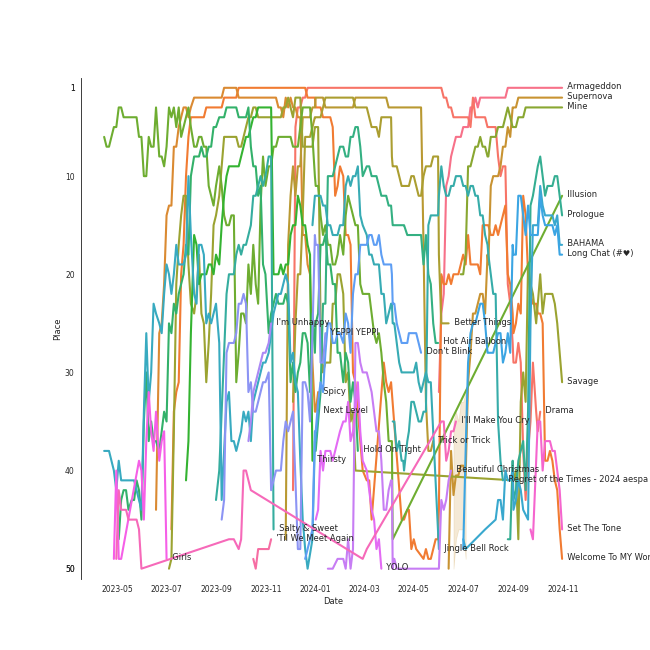 1
Armageddon
Supernova
Mine
10
Illusion
Prologue
BAHAMA
Long Chat (#♥)
20
I'm Unhappy
Better Things
YEPPI YEPPI
Hot Air Balloon
Don't Blink
30
Savage
Spicy
Next Level
Drama
I'll Make You Cry
Trick or Trick
Hold On Tight
Thirsty
40
Beautiful Christmas
Regret of the Times - 2024 aespa
Salty & Sweet
Set The Tone
'Til We Meet Again
Jingle Bell Rock
Girls
Welcome To MY Wor
YOLO
50
Place
2023-05 2023-07 2023-09 2023-11 2024-01 2024-03 2024-05 2024-07 2024-09 2024-11
Date